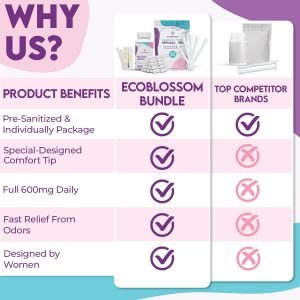 WHY
US?
PRODUCT BENEFITS
ECOBLOSSOM
BUNDLE
TOP COMPETITOR
BRANDS
Pre-Sanitized &
Individually Package
Special-Designed
Comfort Tip
Full 600mg Daily
Fast Relief From
Odors
Designed by
Women